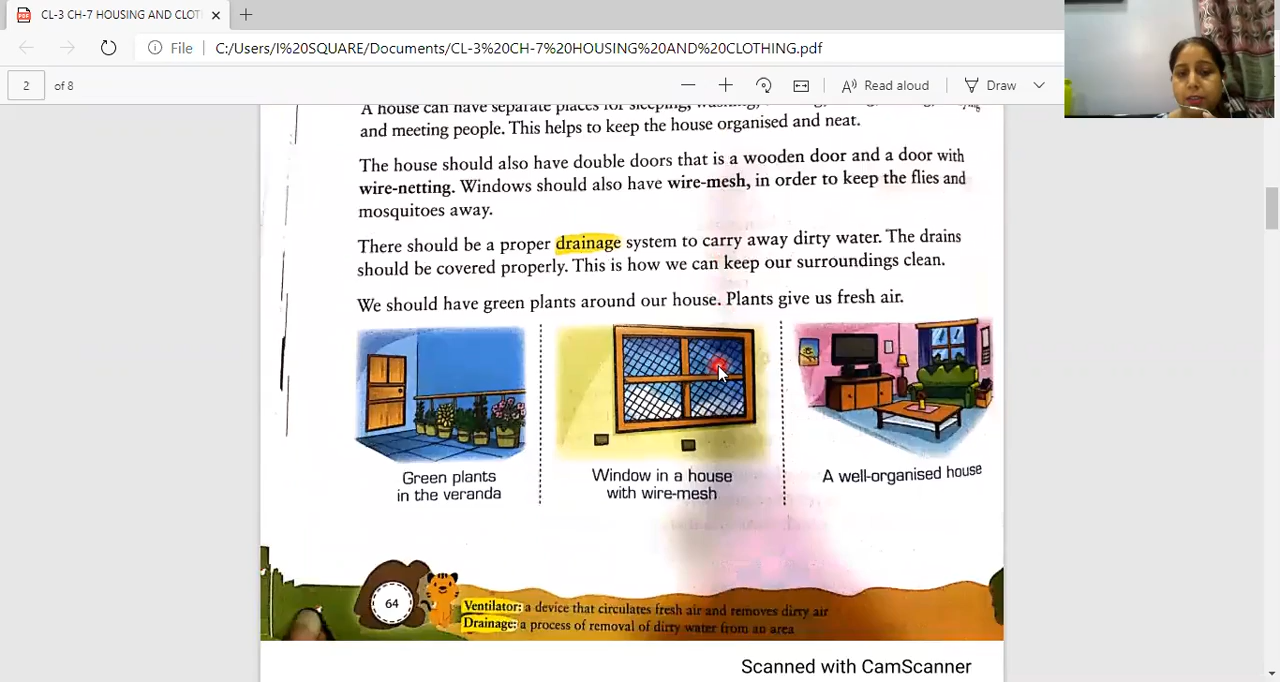 CL-3 CH-7 HOUSING AND CLOT
File C:/Users/I%20SQUARE/Documents/CL-3%20CH-7%20HOUSING%20AND%20CLOTHING.pdf
2 of 8 Read aloud Draw
A house can have separate places for sleeping,
and meeting people. This helps to keep the house organised and neat.
The house should also have double doors that is a wooden door and a door with
wire-netting. Windows should also have wire-mesh, in order to keep the flies and
mosquitoes away.
There should be a proper drainage system to carry away dirty water. The drains
should be covered properly. This is how we can keep our surroundings clean.
We should have green plants around our house. Plants give us fresh air.
Green plants
in the veranda
Window in a house
with wire-mesh
A well-organised house
64
Ventilator: a device that circulates fresh air and removes dirty air
Drainage: a process of removal of dirty water from an area
Scanned with CamScanner